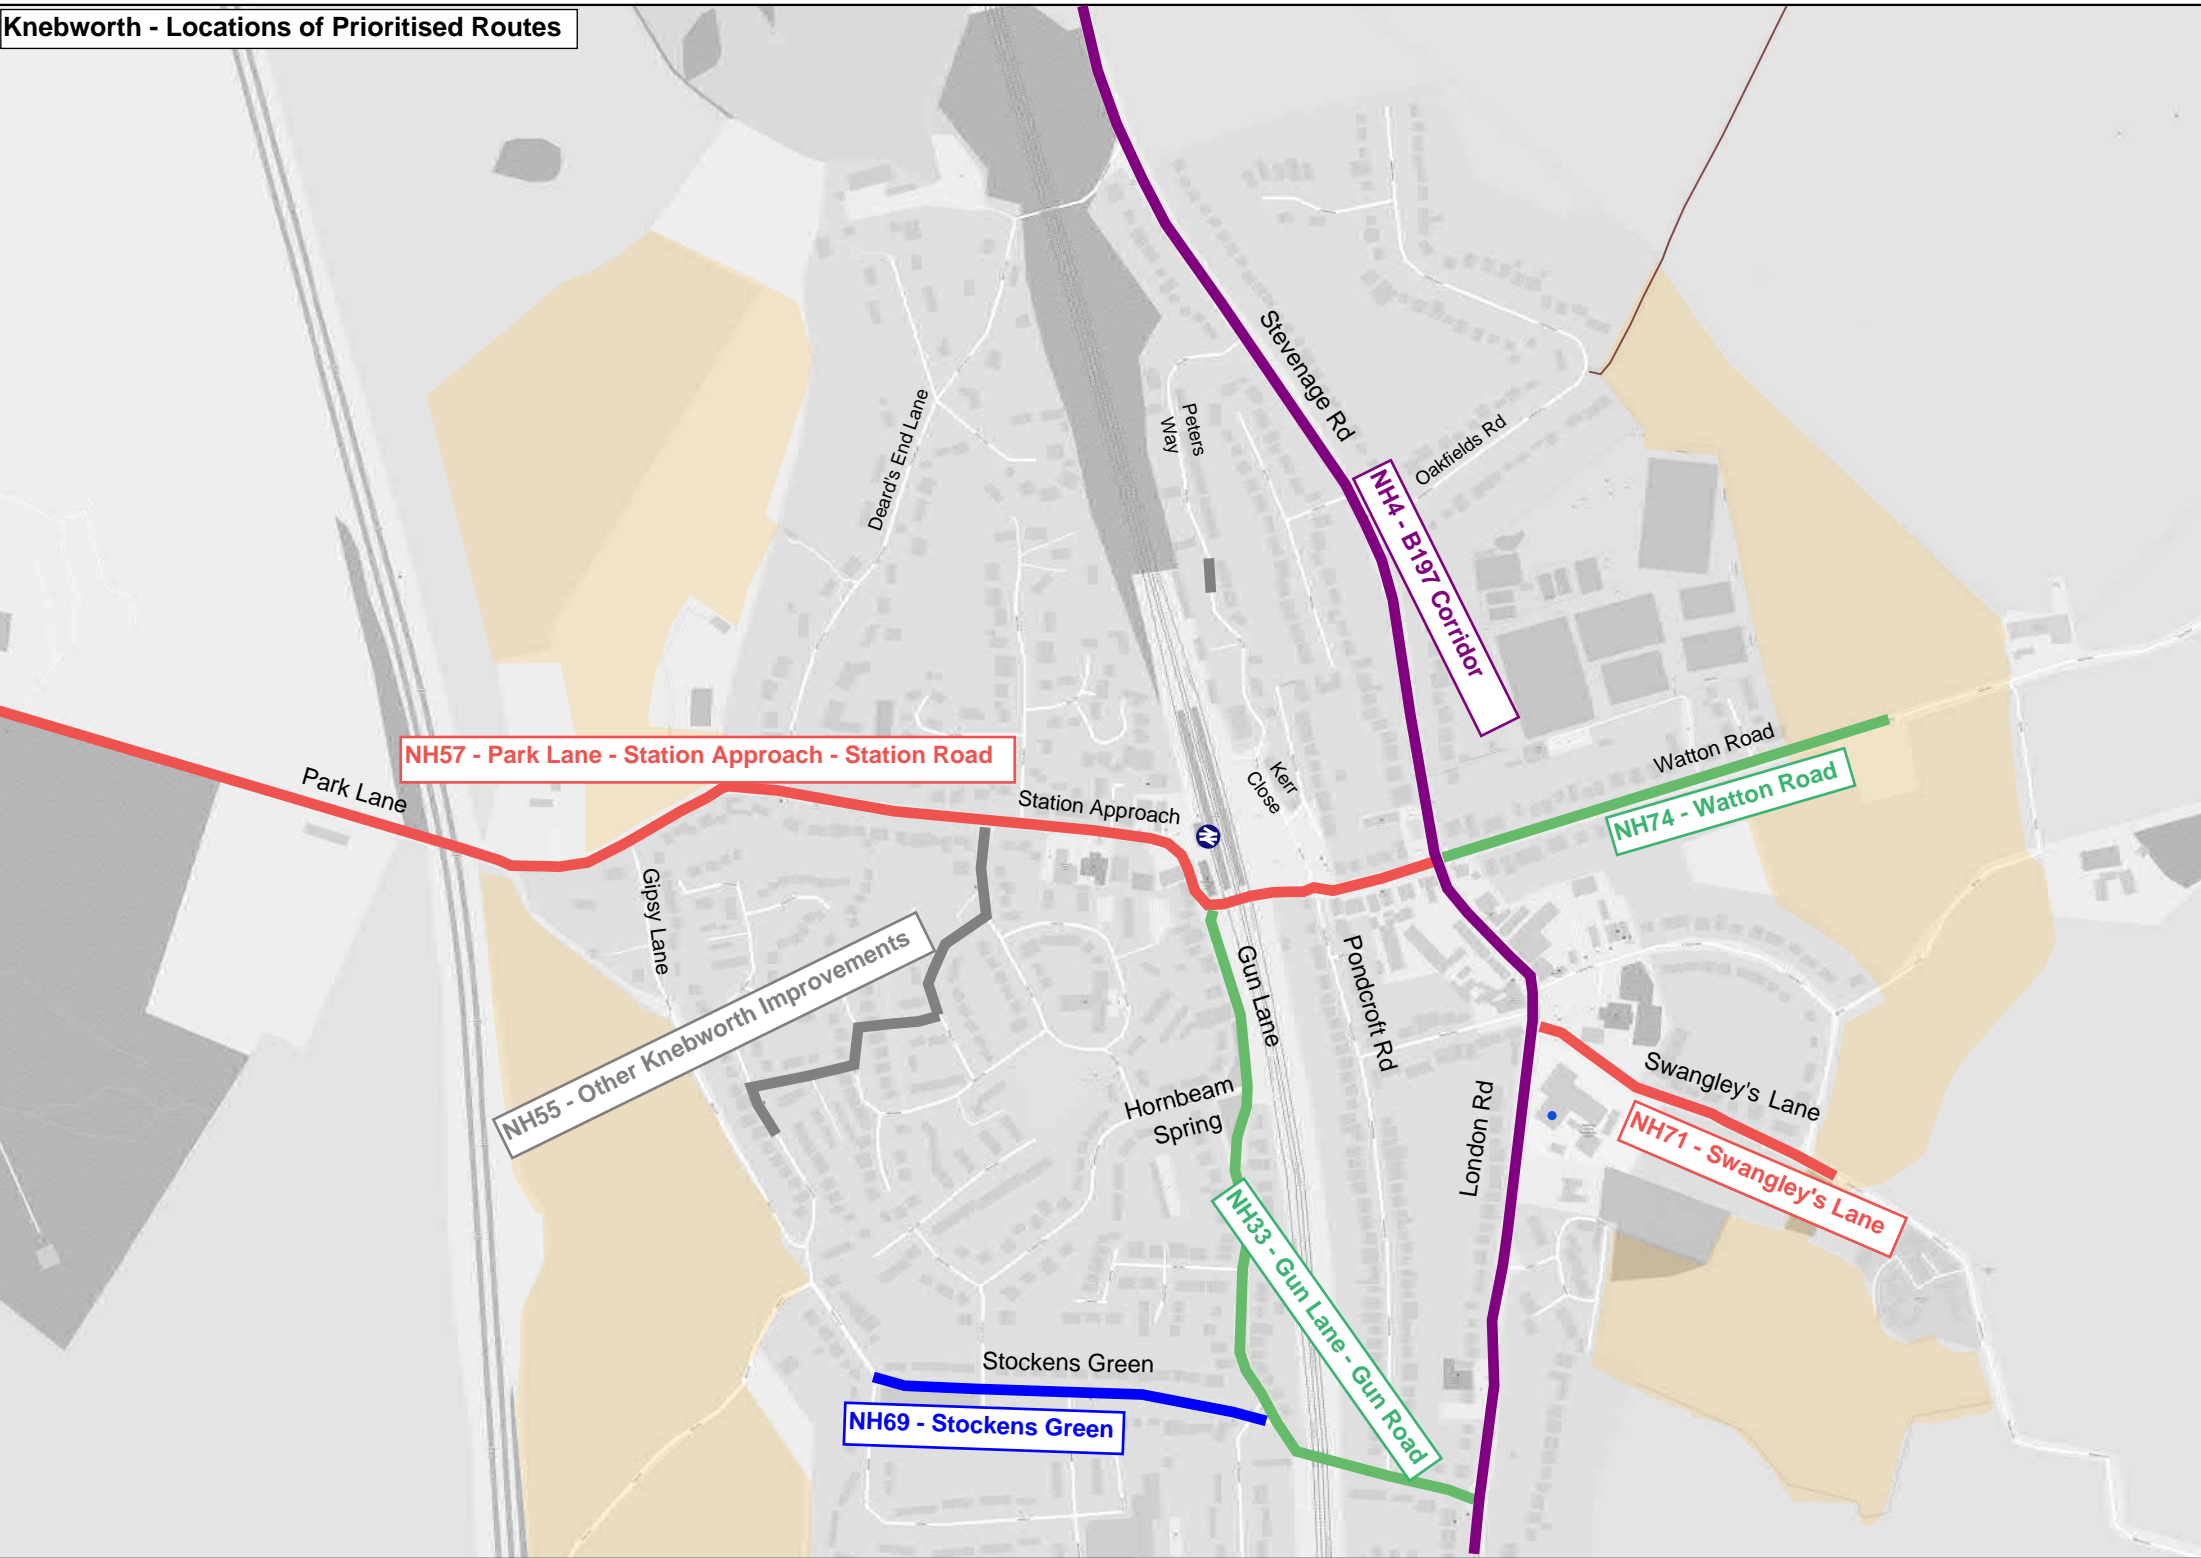 Knebworth - Locations of Prioritised Routes
Stevenage Rd
Peters
Way
Deard's End Lane
Oakfields Rd
NH4 - B197 Corridor
NH57 - Park Lane - Station Approach - Station Road
Park Lane
Station Approach
Kerr
Close
Watton Road
NH74 - Watton Road
Gipsy Lane
NH55 - Other Knebworth Improvements
Gun Lane
Pondcroft Rd
Swangley's Lane
NH71 - Swangley's Lane
Hornbeam
Spring
London Rd
NH33 - Gun Lane - Gun Road
Stockens Green
NH69 - Stockens Green